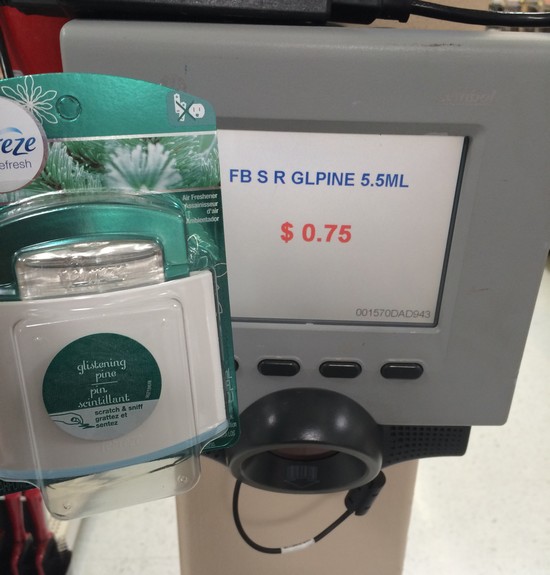 eze
efresh
Air Freshener
Assainisseur
d'air
Ambientador
glistening
pine
pin
scintillant
scratch & sniff
grattez et
sentez
FB S R GLPINE 5.5ML
$ 0.75
001570DAD943